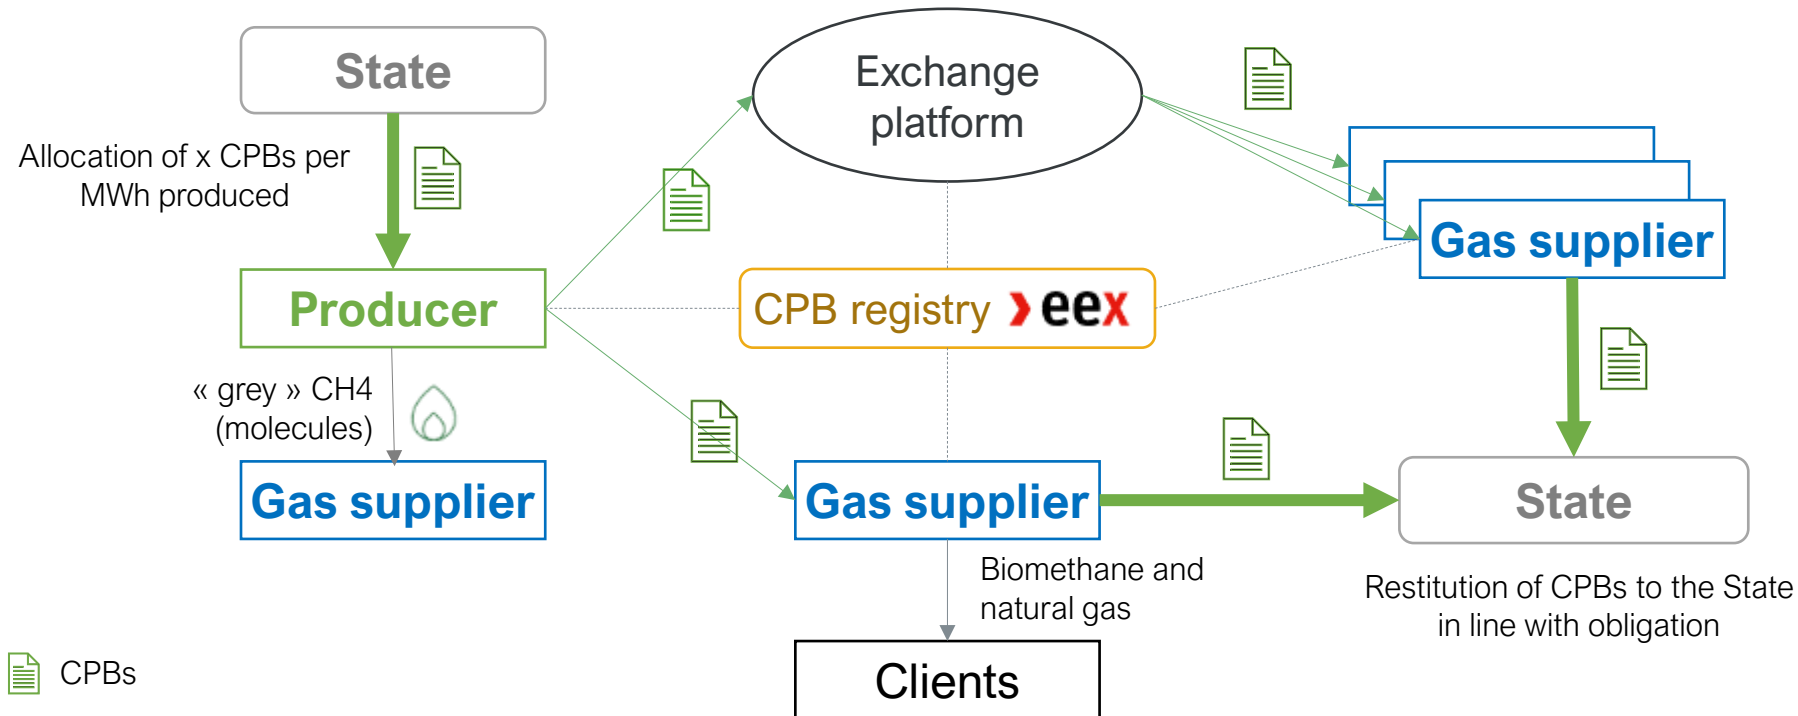 State
Exchange
platform
Allocation of x CPBs per
MWh produced
Gas supplier
Producer
CPB registry eex
« grey » CH4
(molecules)
Gas supplier
Gas supplier
State
Biomethane and
natural gas
Restitution of CPBs to the State
in line with obligation
CPBs
Clients